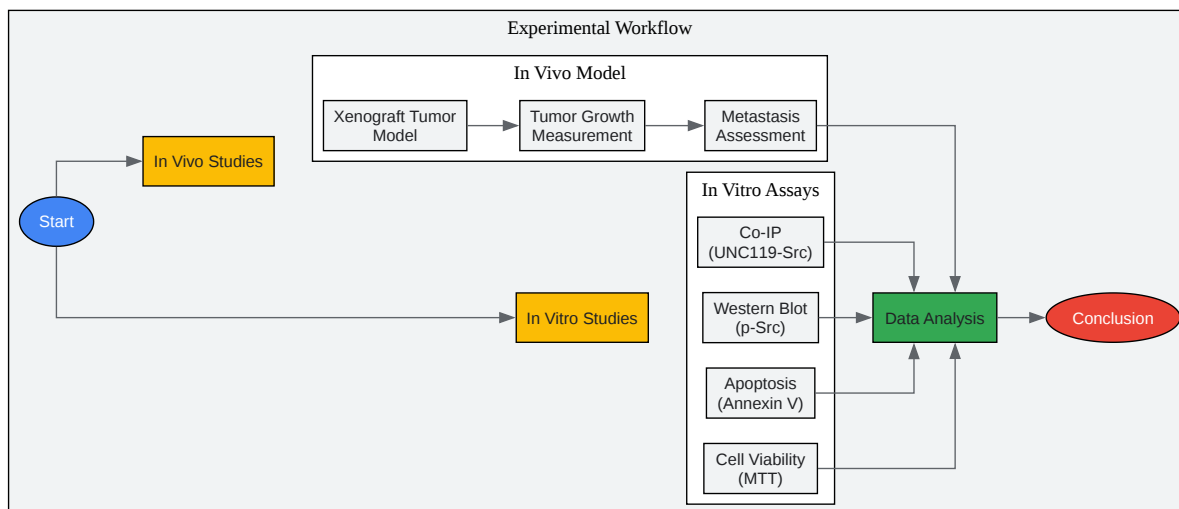 Experimental Workflow
In Vivo Model
Xenograft Tumor
Model
Tumor Growth
Measurement
Metastasis
Assessment
In Vivo Studies
Start
In Vitro Assays
Co-IP
(UNC119-Src)
In Vitro Studies
Western Blot
(p-Src)
Data Analysis
Conclusion
Apoptosis
(Annexin V)
Cell Viability
(MTT)